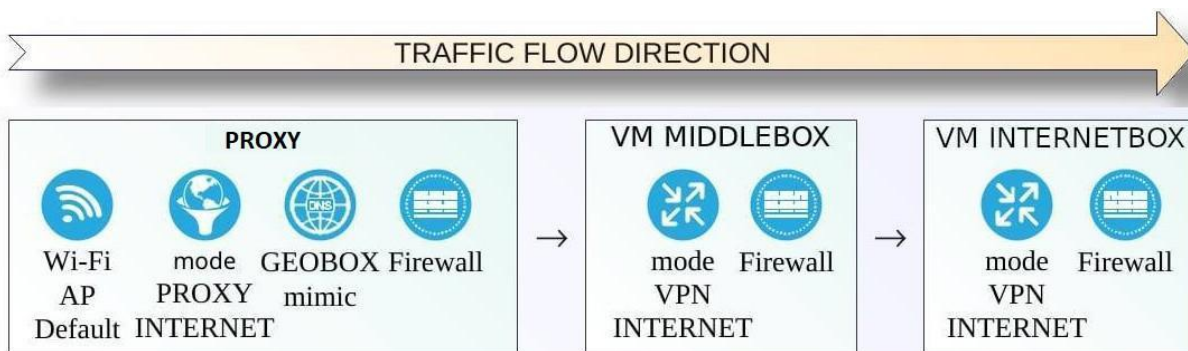 TRAFFIC FLOW DIRECTION
PROXY
Wi-Fi
AP
Default
mode
PROXY
INTERNET
DNS
GEOBOX
mimic
Firewall
→
VM MIDDLEBOX
mode
VPN
INTERNET
Firewall
→
VM INTERNETBOX
mode
VPN
INTERNET
Firewall